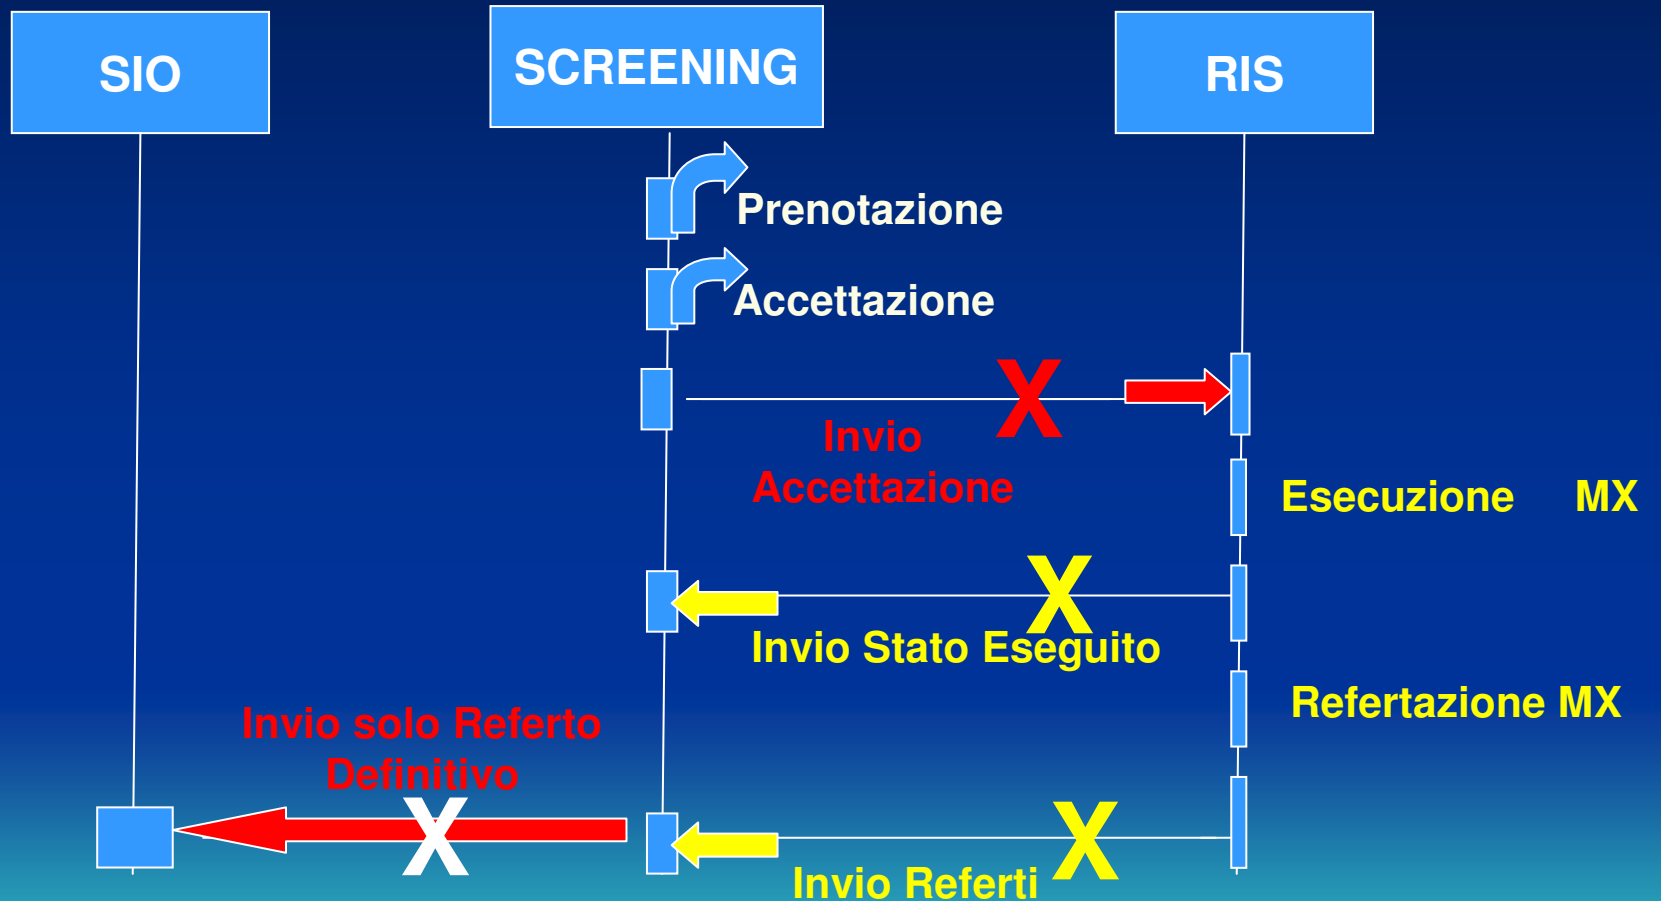 SIO
SCREENING
RIS
Prenotazione
Accettazione
X
Invio
Accettazione
Esecuzione MX
X
Invio Stato Eseguito
Refertazione MX
Invio solo Referto
Definitivo
X
X
Invio Referti